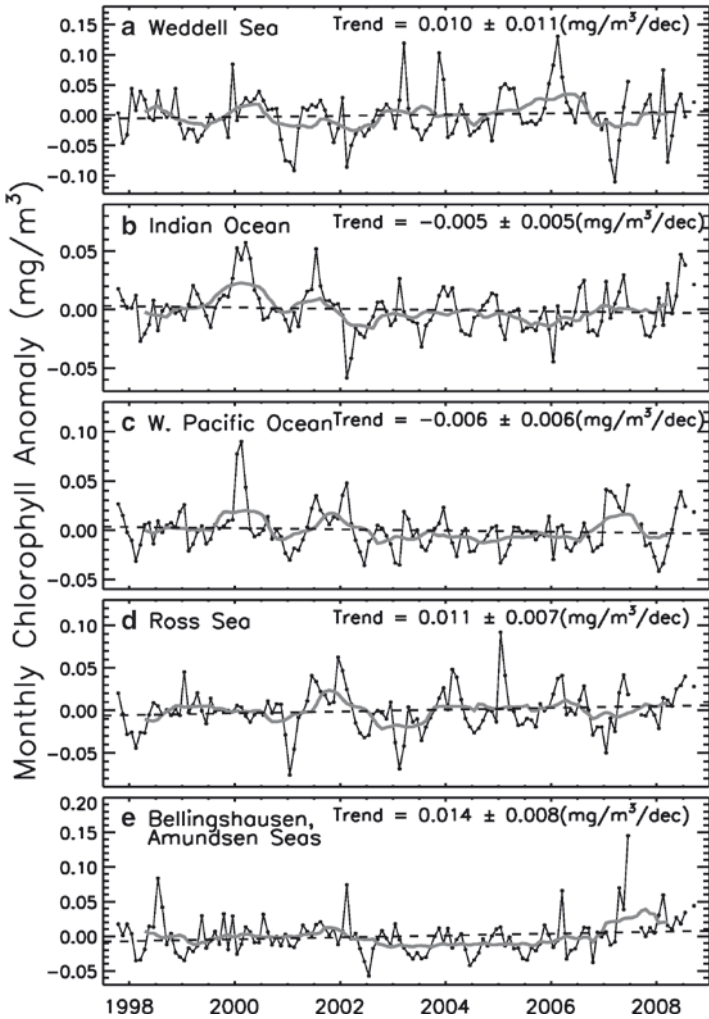 Monthly Chlorophyll Anomaly (mg/m³)
a Weddell Sea Trend = 0.010 ± 0.011(mg/m³/dec)
0.15
0.10
0.05
0.00
−0.05
−0.10
b Indian Ocean Trend = −0.005 ± 0.005(mg/m³/dec)
0.05
0.00
−0.05
c W. Pacific Ocean Trend = −0.006 ± 0.006(mg/m³/dec)
0.10
0.05
0.00
−0.05
d Ross Sea Trend = 0.011 ± 0.007(mg/m³/dec)
0.10
0.05
0.00
−0.05
e Bellingshausen, Trend = 0.014 ± 0.008(mg/m³/dec)
Amundsen Seas
0.20
0.15
0.10
0.05
0.00
−0.05
1998 2000 2002 2004 2006 2008